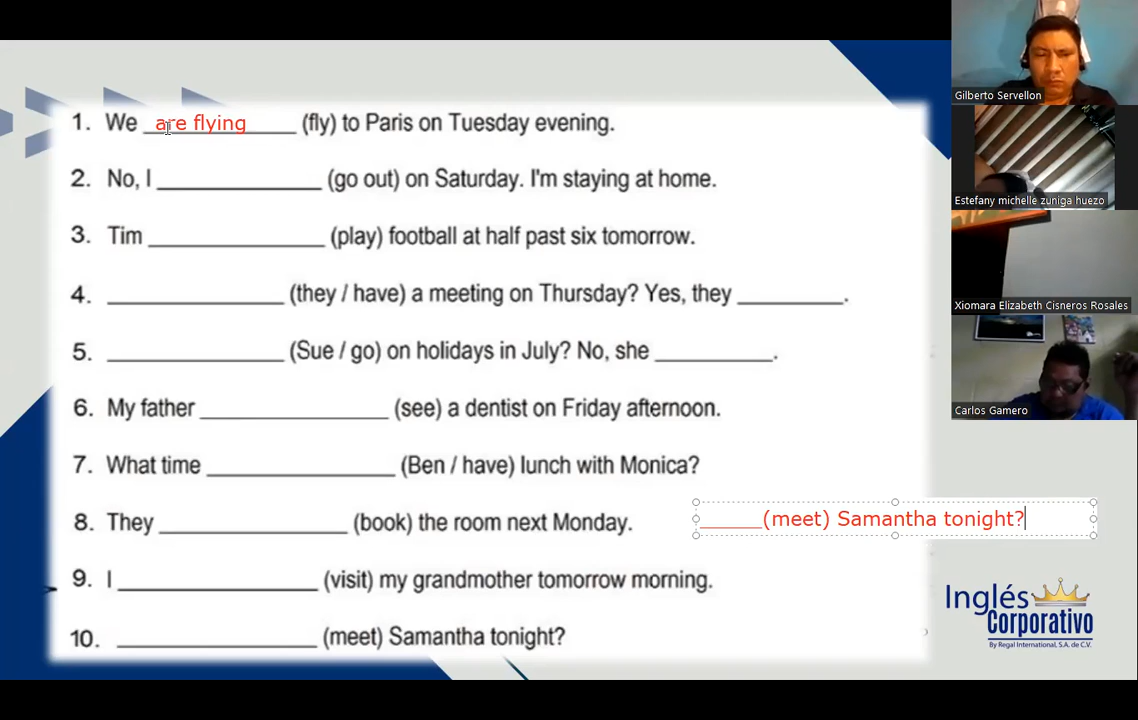 1. We are flying (fly) to Paris on Tuesday evening.
2. No, I ______________ (go out) on Saturday. I'm staying at home.
3. Tim ______________ (play) football at half past six tomorrow.
4. ______________ (they / have) a meeting on Thursday? Yes, they _________.
5. ______________ (Sue / go) on holidays in July? No, she _________.
6. My father ______________ (see) a dentist on Friday afternoon.
7. What time ______________ (Ben / have) lunch with Monica?
8. They ______________ (book) the room next Monday.
______(meet) Samantha tonight?
9. I ______________ (visit) my grandmother tomorrow morning.
10. ______________ (meet) Samantha tonight?
Gilberto Servellon
Estefany michelle zuniga huezo
Xiomara Elizabeth Cisneros Rosales
Carlos Gamero
Inglés
Corporativo
By Regal International, S.A. de C.V.